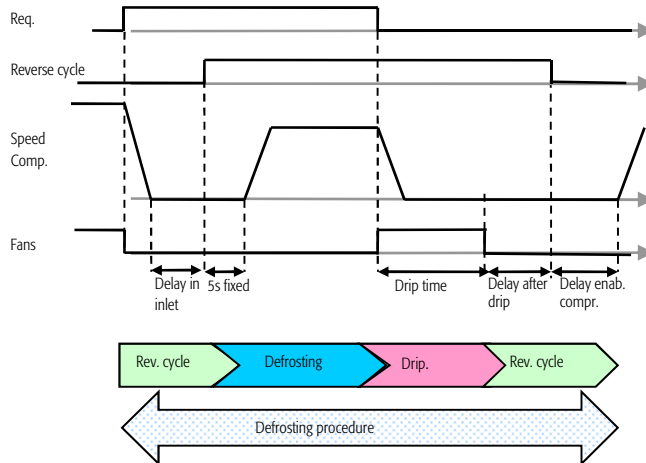 Req.
Reverse cycle
Speed
Comp.
Fans
Delay in
inlet
5s fixed
Drip time
Delay after
drip
Delay enab.
compr.
Rev. cycle
Defrosting
Drip.
Rev. cycle
Defrosting procedure